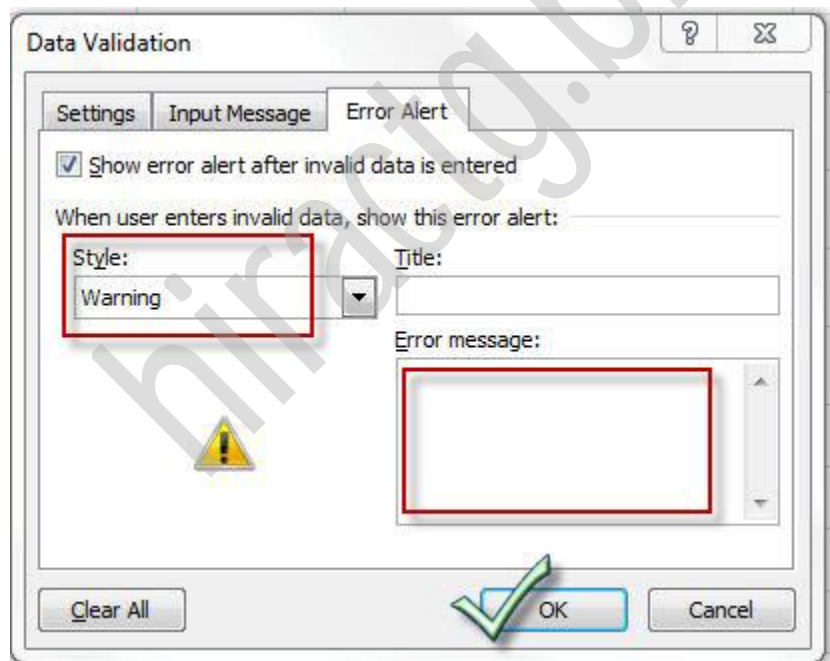 Data Validation
Settings Input Message Error Alert
Show error alert after invalid data is entered
When user enters invalid data, show this error alert:
Style: Title:
Warning
Error message:
Clear All OK Cancel